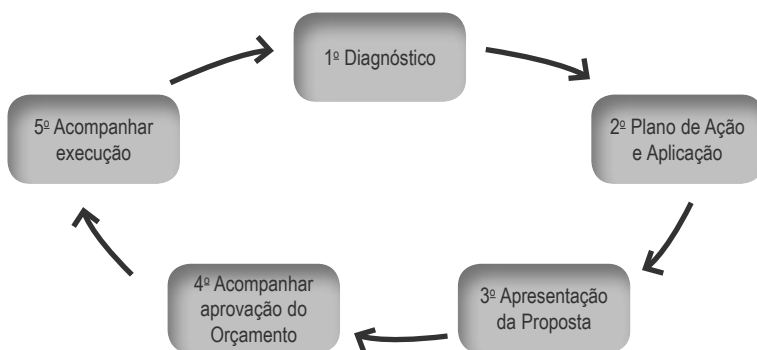 1º Diagnóstico
2º Plano de Ação
e Aplicação
3º Apresentação
da Proposta
4º Acompanhar
aprovação do
Orçamento
5º Acompanhar
execução